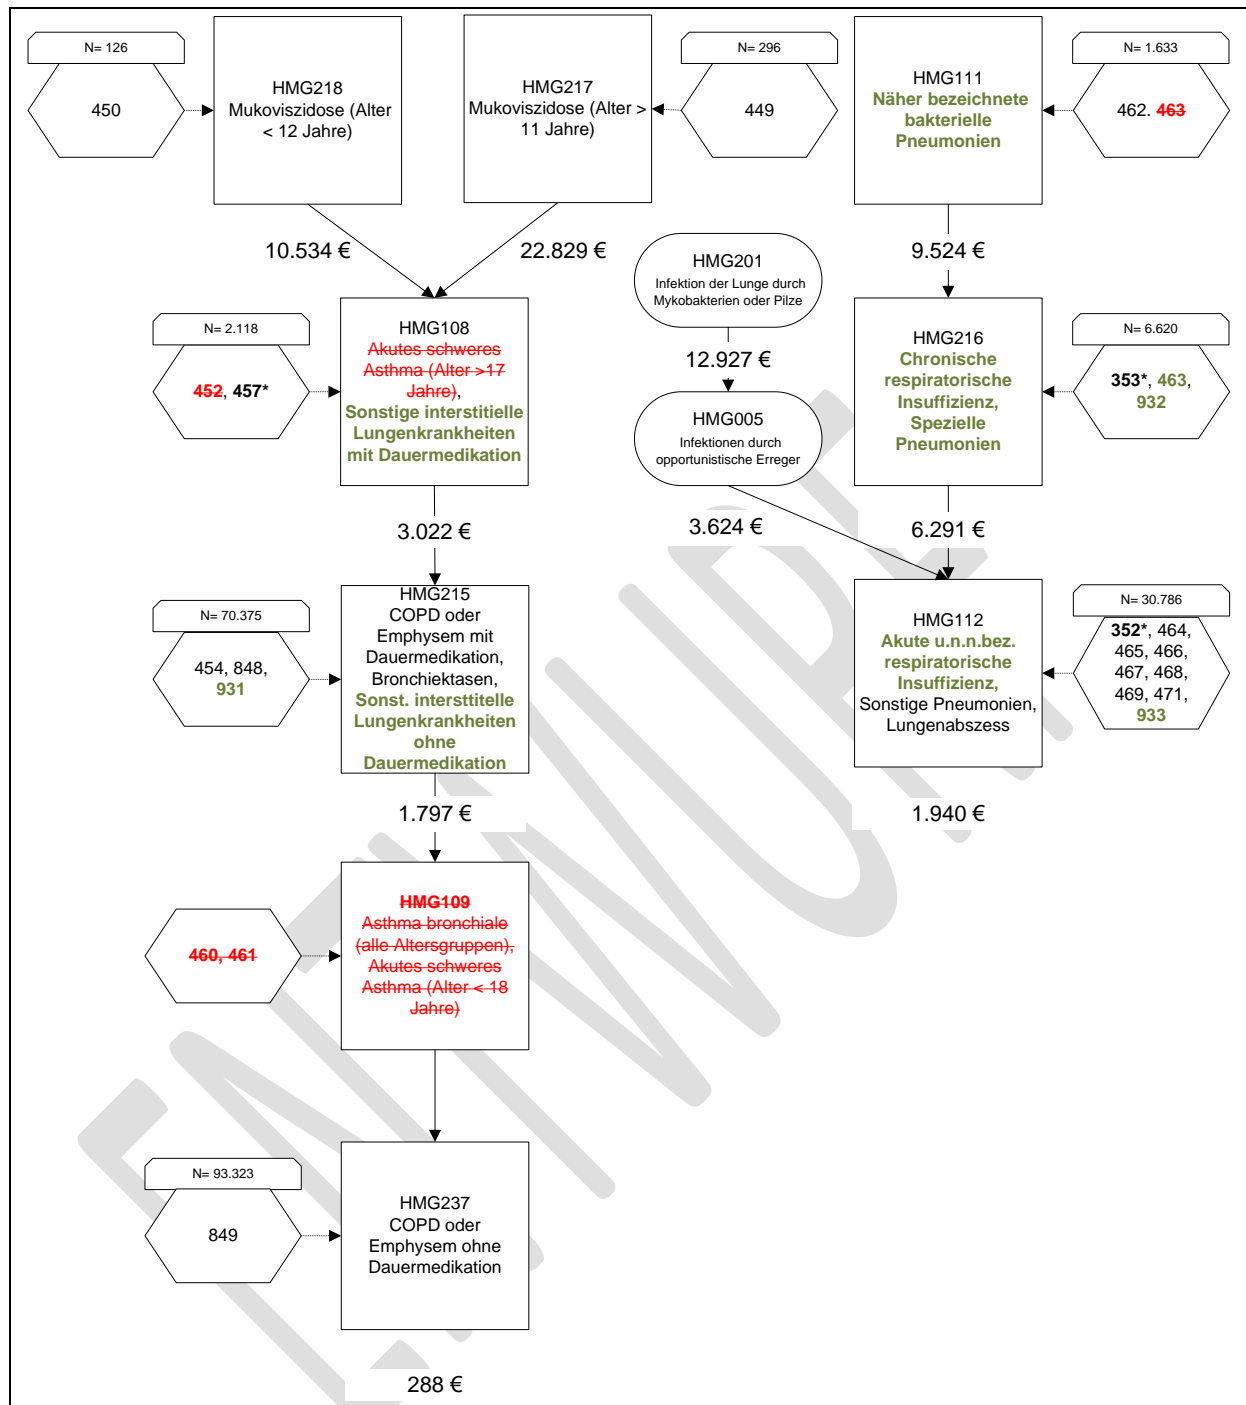 N= 126
450
HMG218
Mukoviszidose (Alter
< 12 Jahre)
HMG217
Mukoviszidose (Alter >
11 Jahre)
N= 296
449
HMG111
Näher bezeichnete
bakterielle
Pneumonien
N= 1.633
462. 463
10.534 €
22.829 €
9.524 €
HMG201
Infektion der Lunge durch
Mykobakterien oder Pilze
12.927 €
N= 2.118
452, 457*
HMG108
Akutes schweres
Asthma (Alter >17
Jahre),
Sonstige interstitielle
Lungenkrankheiten
mit Dauermedikation
HMG005
Infektionen durch
opportunistische Erreger
HMG216
Chronische
respiratorische
Insuffizienz,
Spezielle
Pneumonien
N= 6.620
353*, 463,
932
3.022 €
3.624 €
6.291 €
N= 70.375
454, 848,
931
HMG215
COPD oder
Emphysem mit
Dauermedikation,
Bronchiektasen,
Sonst. intersttitelle
Lungenkrankheiten
ohne
Dauermedikation
HMG112
Akute u.n.n.bez.
respiratorische
Insuffizienz,
Sonstige Pneumonien,
Lungenabszess
N= 30.786
352*, 464,
465, 466,
467, 468,
469, 471,
933
1.797 €
1.940 €
460, 461
HMG109
Asthma bronchiale
(alle Altersgruppen),
Akutes schweres
Asthma (Alter < 18
Jahre)
N= 93.323
849
HMG237
COPD oder
Emphysem ohne
Dauermedikation
288 €
ENTWURF